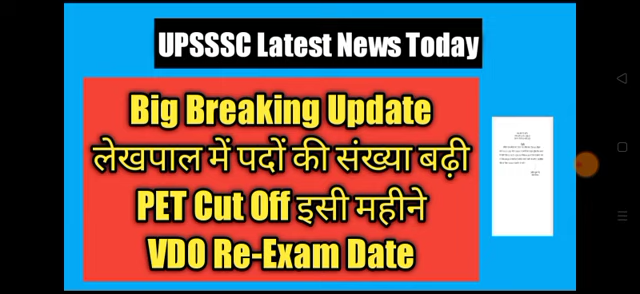 UPSSSC Latest News Today
Big Breaking Update
लेखपाल में पदों की संख्या बढ़ी
PET Cut Off इसी महीने
VDO Re-Exam Date